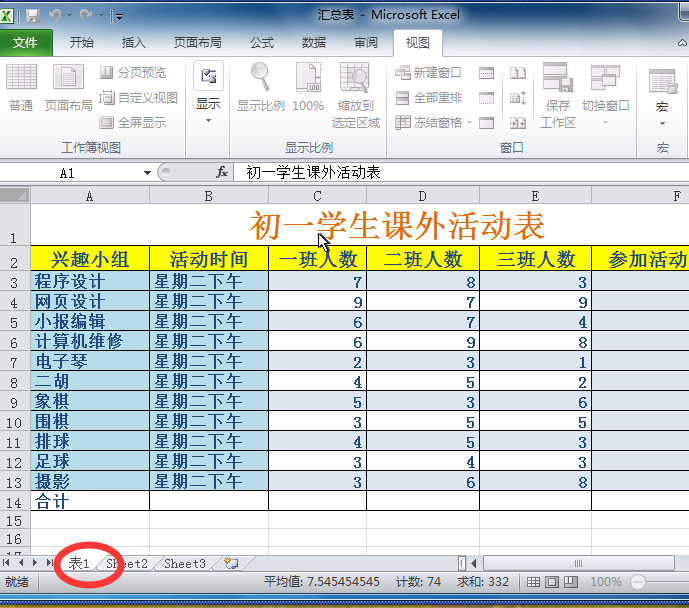 汇总表 - Microsoft Excel
文件 开始 插入 页面布局 公式 数据 审阅 视图
普通 页面布局 分页预览 自定义视图 全屏显示 显示 显示比例 100% 缩放到选定区域 新建窗口 全部重排 冻结窗格 保存工作区 切换窗口 宏
工作簿视图 显示比例 窗口 宏
A1 fx 初一学生课外活动表
A B C D E F
1 初一学生课外活动表
2 兴趣小组 活动时间 一班人数 二班人数 三班人数 参加活动
3 程序设计 星期二下午 7 8 3
4 网页设计 星期二下午 9 7 9
5 小报编辑 星期二下午 6 7 4
6 计算机维修 星期二下午 6 9 8
7 电子琴 星期二下午 2 3 1
8 二胡 星期二下午 4 5 2
9 象棋 星期二下午 5 3 6
10 围棋 星期二下午 3 5 5
11 排球 星期二下午 4 5 3
12 足球 星期二下午 3 4 3
13 摄影 星期二下午 3 6 8
14 合计
15
16
17
表1 Sheet2 Sheet3
就绪 平均值: 7.545454545 计数: 74 求和: 332 100%